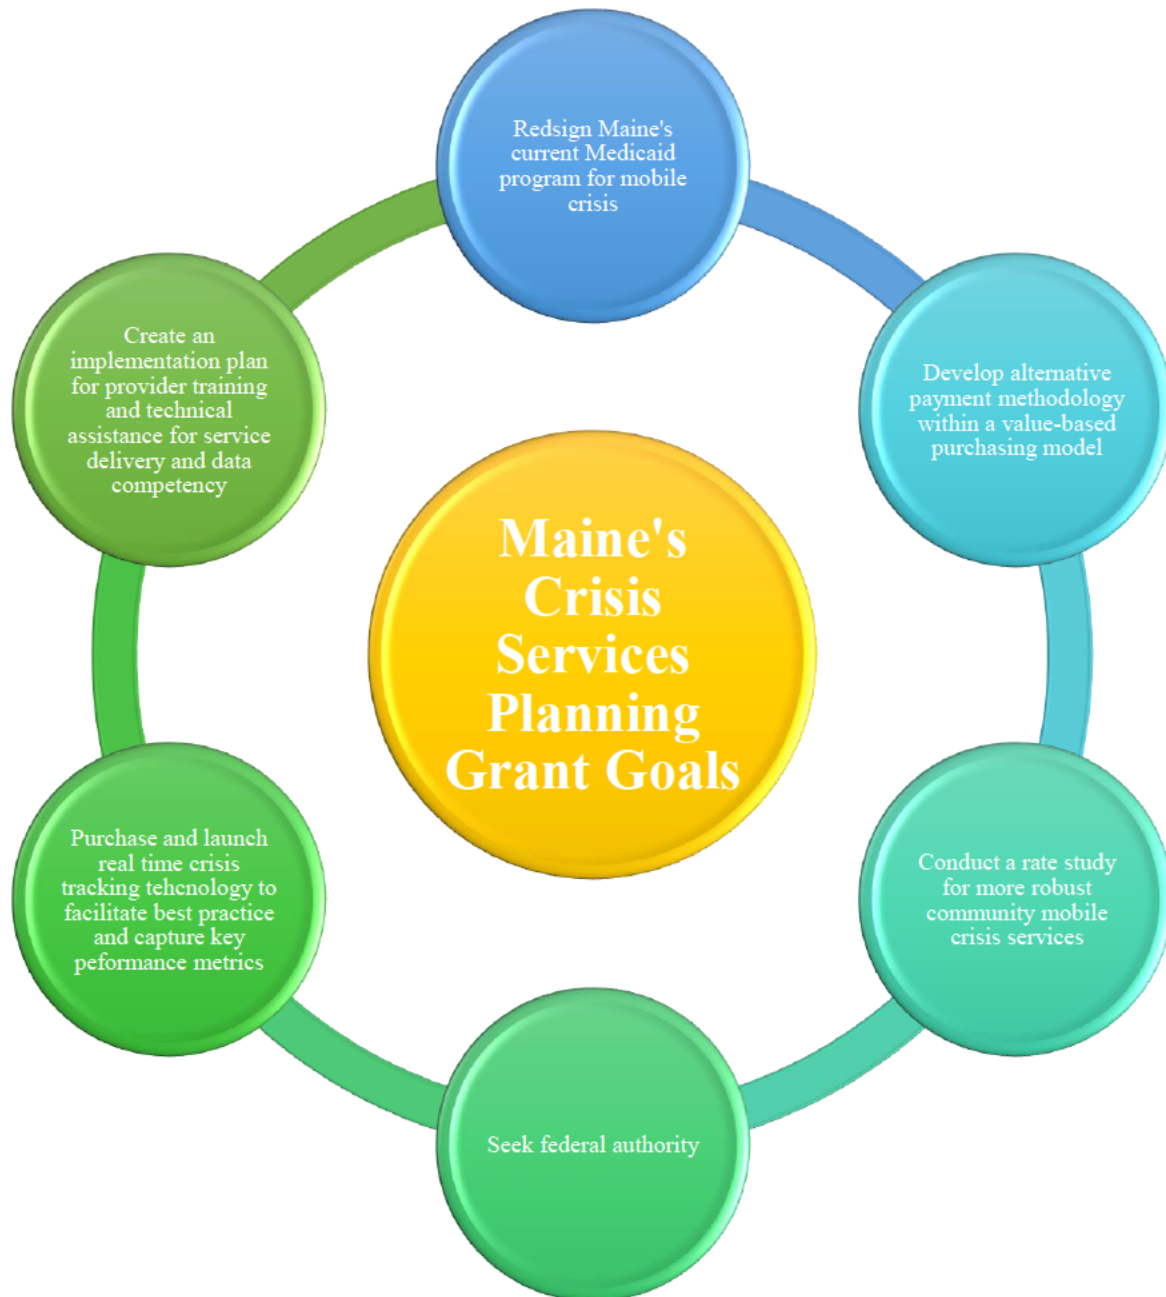 Redsign Maine's
current Medicaid
program for mobile
crisis
Develop alternative
payment methodology
within a value-based
purchasing model
Conduct a rate study
for more robust
community mobile
crisis services
Seek federal authority
Purchase and launch
real time crisis
tracking tehcnology to
facilitate best practice
and capture key
peformance metrics
Create an
implementation plan
for provider training
and technical
assistance for service
delivery and data
competency
Maine's
Crisis
Services
Planning
Grant Goals